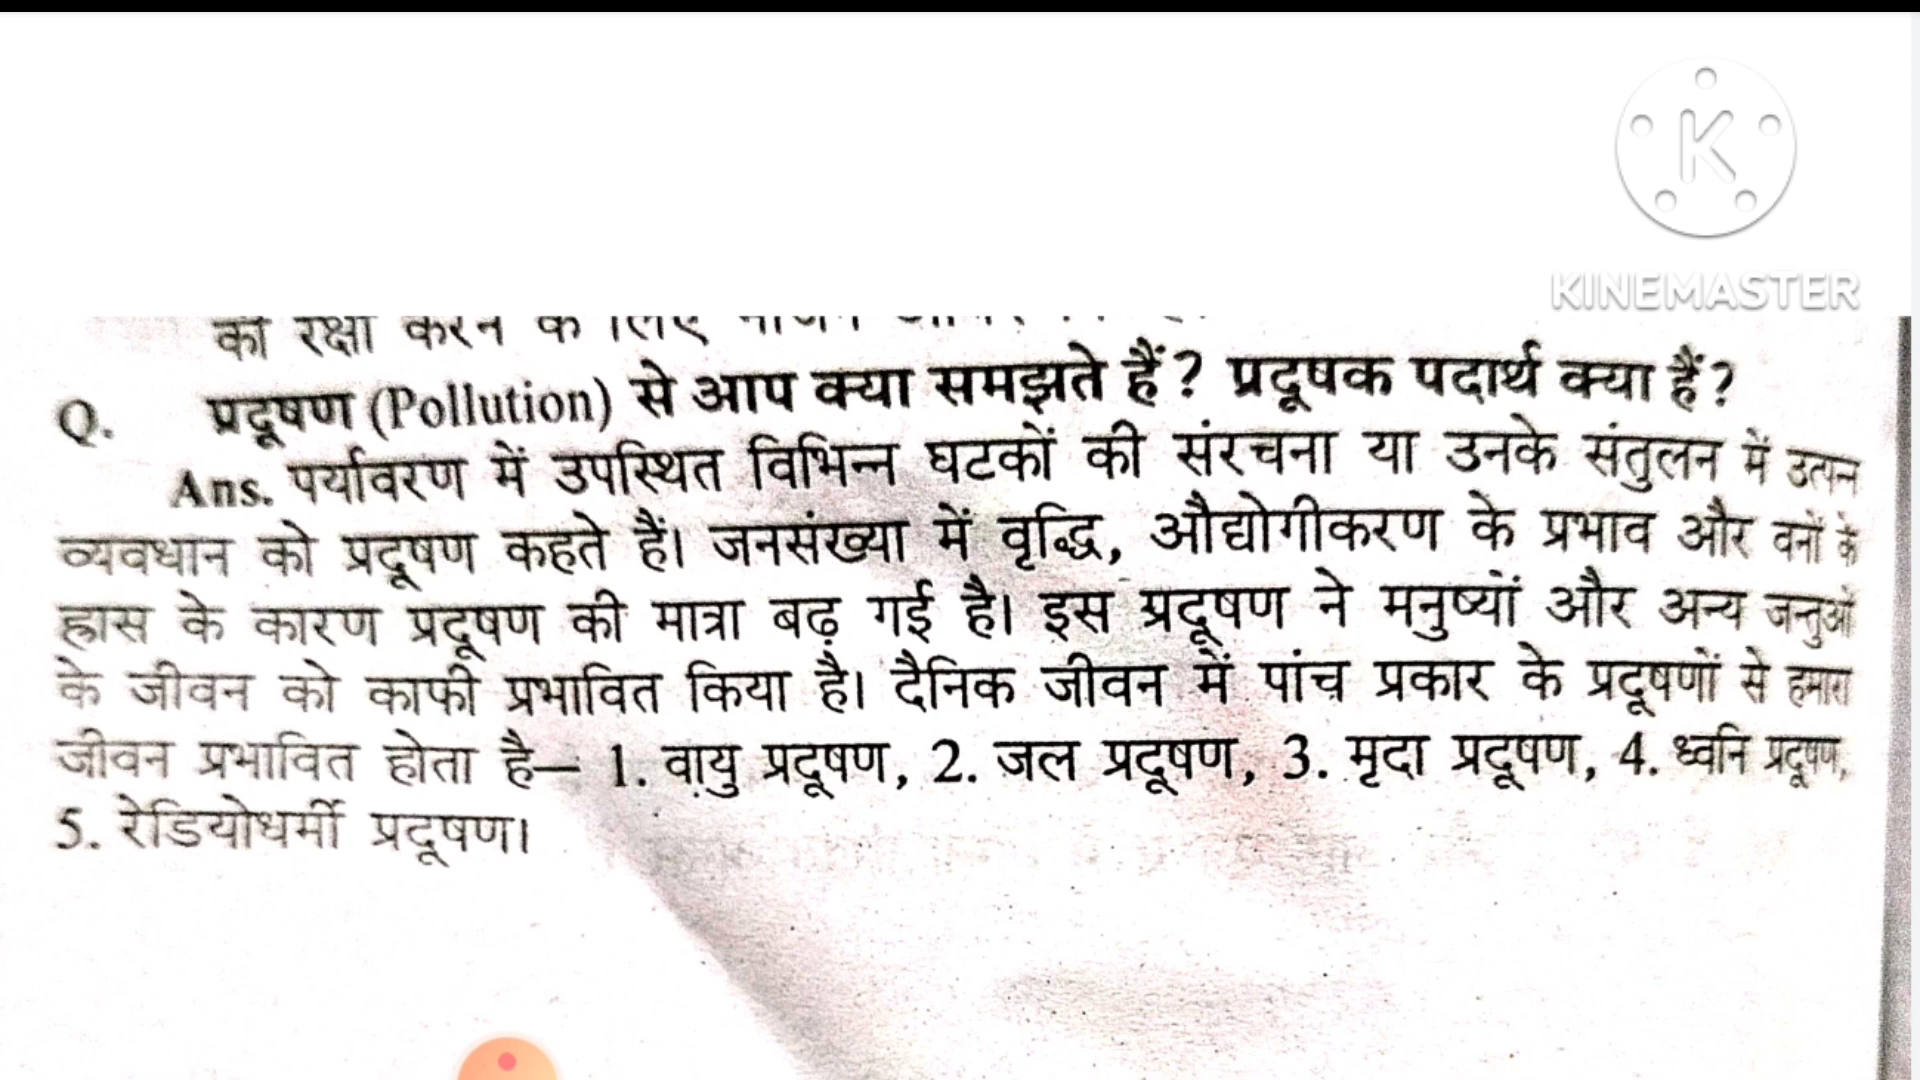 KINEMASTER
की रक्षा करने के लिए
Q. प्रदूषण (Pollution) से आप क्या समझते हैं? प्रदूषक पदार्थ क्या हैं?
Ans. पर्यावरण में उपस्थित विभिन्न घटकों की संरचना या उनके संतुलन में उत्पन्न
व्यवधान को प्रदूषण कहते हैं। जनसंख्या में वृद्धि, औद्योगीकरण के प्रभाव और वनों के
ह्रास के कारण प्रदूषण की मात्रा बढ़ गई है। इस प्रदूषण ने मनुष्यों और अन्य जन्तुओं
के जीवन को काफी प्रभावित किया है। दैनिक जीवन में पांच प्रकार के प्रदूषणों से हमारा
जीवन प्रभावित होता है— 1. वायु प्रदूषण, 2. जल प्रदूषण, 3. मृदा प्रदूषण, 4. ध्वनि प्रदूषण,
5. रेडियोधर्मी प्रदूषण।